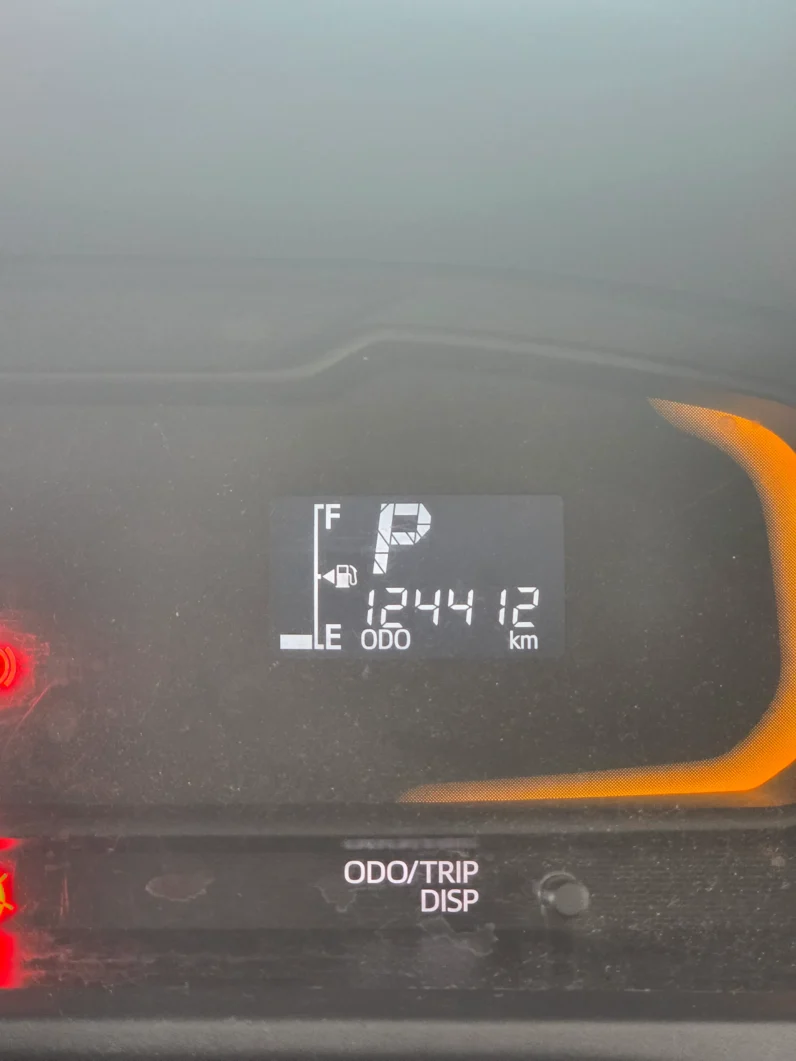 F
P
124412
E ODO km
ODO/TRIP
DISP